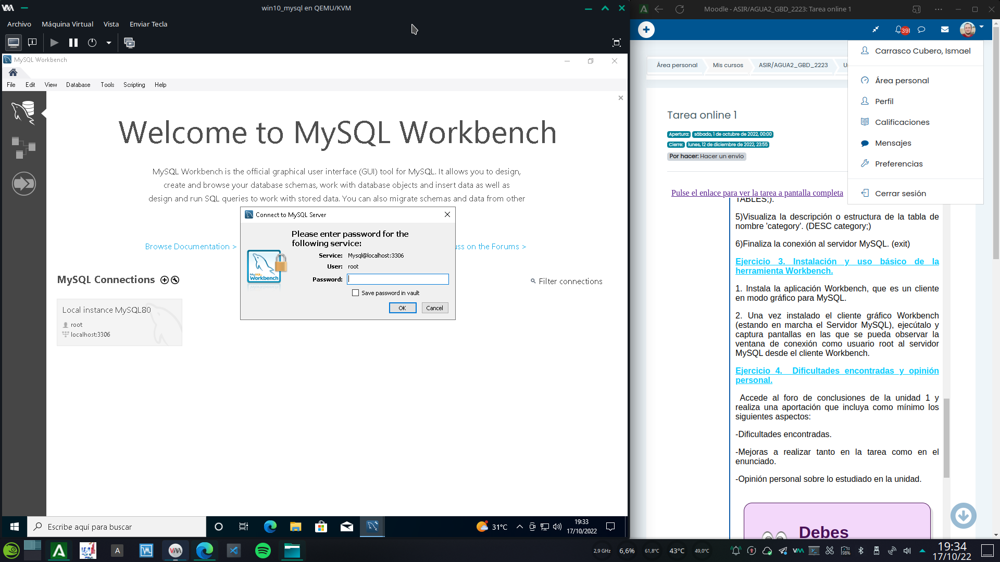 win10_mysql en QEMU/KVM
Archivo Máquina Virtual Vista Enviar Tecla
MySQL Workbench
File Edit View Database Tools Scripting Help
Welcome to MySQL Workbench
MySQL Workbench is the official graphical user interface (GUI) tool for MySQL. It allows you to design,
create and browse your database schemas, work with database objects and insert data as well as
design and run SQL queries to work with stored data. You can also migrate schemas and data from other
Browse Documentation >
uss on the Forums >
Connect to MySQL Server
Please enter password for the
following service:
Service: Mysql@localhost:3306
User: root
Password:
Save password in vault
OK Cancel
MySQL
Workbench
MySQL Connections
Filter connections
Local instance MySQL80
root
localhost:3306
Escribe aquí para buscar
31°C
19:33
17/10/2022
Moodle - ASIR/AGUA2_GBD_2223: Tarea online 1
391
Área personal Mis cursos ASIR/AGUA2_GBD_2223
Carrasco Cubero, Ismael
Área personal
Perfil
Calificaciones
Mensajes
Preferencias
Cerrar sesión
Tarea online 1
Apertura: sábado, 1 de octubre de 2022, 00:00
Cierre: lunes, 12 de diciembre de 2022, 23:55
Por hacer: Hacer un envío
Pulse el enlace para ver la tarea a pantalla completa
TABLES;).
5)Visualiza la descripción o estructura de la tabla de
nombre 'category'. (DESC category;)
6)Finaliza la conexión al servidor MySQL. (exit)
Ejercicio 3. Instalación y uso básico de la
herramienta Workbench.
1. Instala la aplicación Workbench, que es un cliente
en modo gráfico para MySQL.
2. Una vez instalado el cliente gráfico Workbench
(estando en marcha el Servidor MySQL), ejecútalo y
captura pantallas en las que se pueda observar la
ventana de conexión como usuario root al servidor
MySQL desde el cliente Workbench.
Ejercicio 4. Dificultades encontradas y opinión
personal.
Accede al foro de conclusiones de la unidad 1 y
realiza una aportación que incluya como mínimo los
siguientes aspectos:
-Dificultades encontradas.
-Mejoras a realizar tanto en la tarea como en el
enunciado.
-Opinión personal sobre lo estudiado en la unidad.
Debes
2,9 GHz 6,6% 61,8°C 43°C 49,0°C
98%
19:34
17/10/22